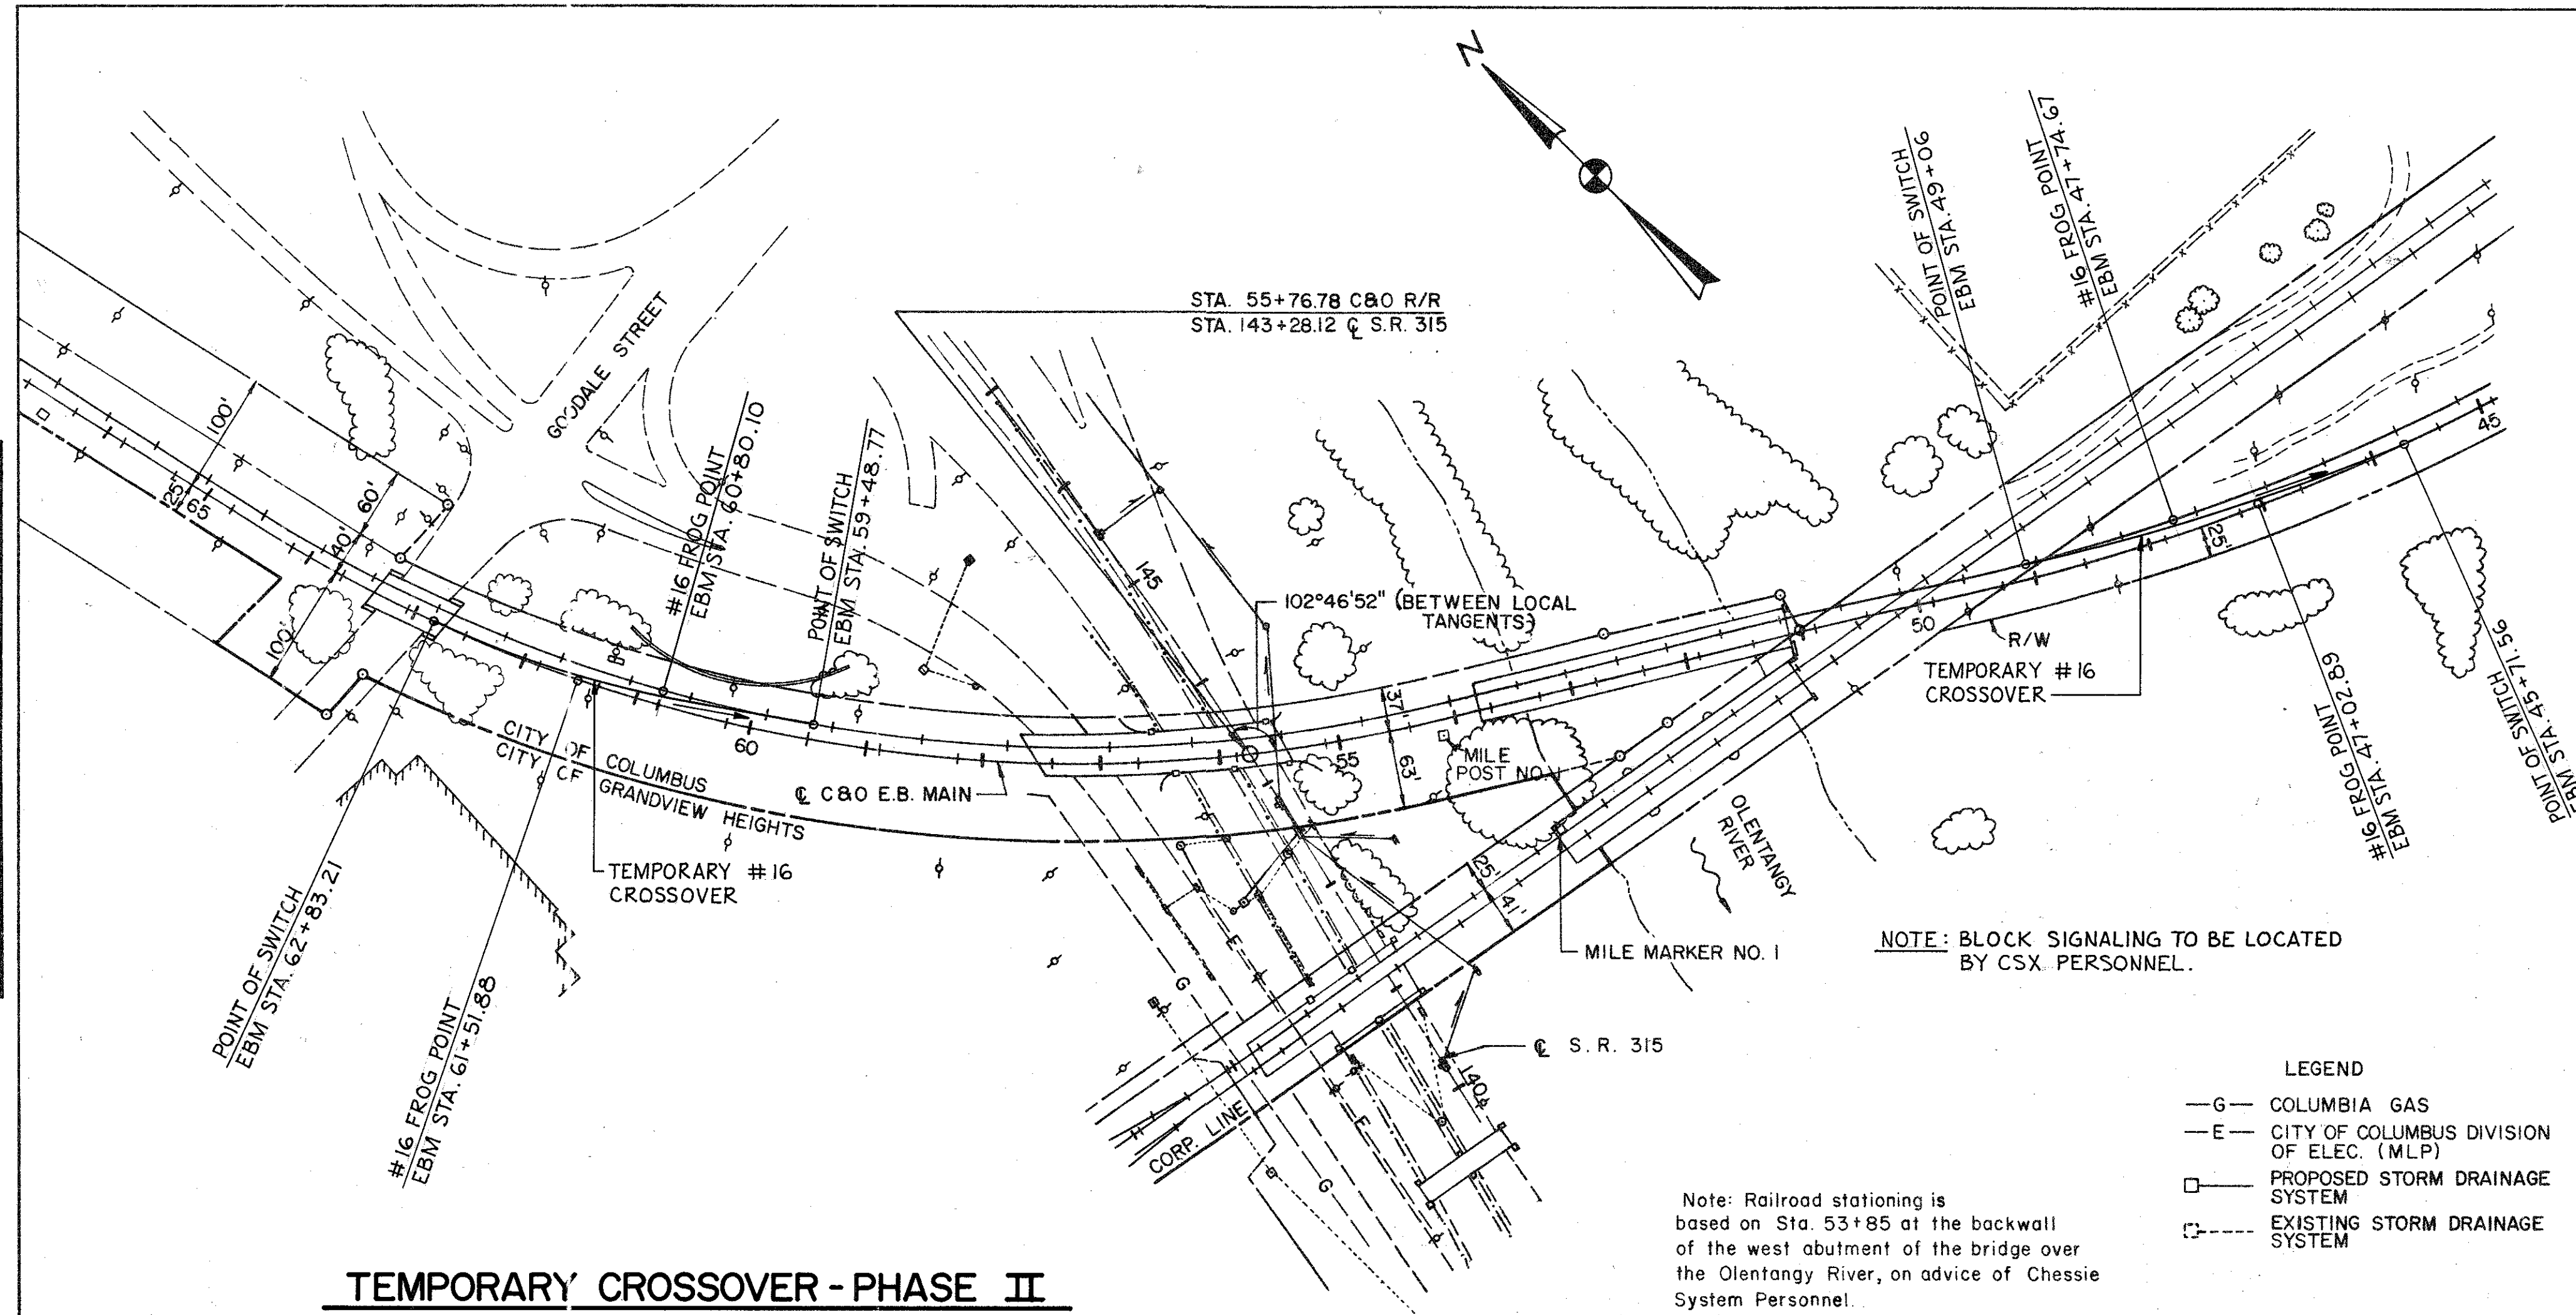 N
STA. 55+76.78 C&O R/R
STA. 143+28.12 ℄ S.R. 315
POINT OF SWITCH
EBM STA. 49+06
#16 FROG POINT
EBM STA. 47+74.67
GOODALE STREET
100'
25'
65
60'
40'
100'
#16 FROG POINT
EBM STA. 60+80.10
POINT OF SWITCH
EBM STA. 59+48.77
145
102°46'52" (BETWEEN LOCAL
TANGENTS)
45
25'
50
R/W
TEMPORARY #16
CROSSOVER
60
55
37'
63'
MILE
POST NO. 1
CITY OF COLUMBUS
CITY OF GRANDVIEW HEIGHTS
℄ C&O E.B. MAIN
TEMPORARY #16
CROSSOVER
OLENTANGY
RIVER
25'
41'
MILE MARKER NO. 1
POINT OF SWITCH
EBM STA. 62+83.21
#16 FROG POINT
EBM STA. 61+51.88
#16 FROG POINT
EBM STA. 47+02.89
POINT OF SWITCH
EBM STA. 45+71.56
NOTE: BLOCK SIGNALING TO BE LOCATED
BY CSX PERSONNEL.
G
E
℄ S. R. 315
140
CORP. LINE
E
G
LEGEND
—G— COLUMBIA GAS
—E— CITY OF COLUMBUS DIVISION
OF ELEC. (MLP)
PROPOSED STORM DRAINAGE
SYSTEM
EXISTING STORM DRAINAGE
SYSTEM
Note: Railroad stationing is
based on Sta. 53+85 at the backwall
of the west abutment of the bridge over
the Olentangy River, on advice of Chessie
System Personnel.
TEMPORARY CROSSOVER - PHASE II